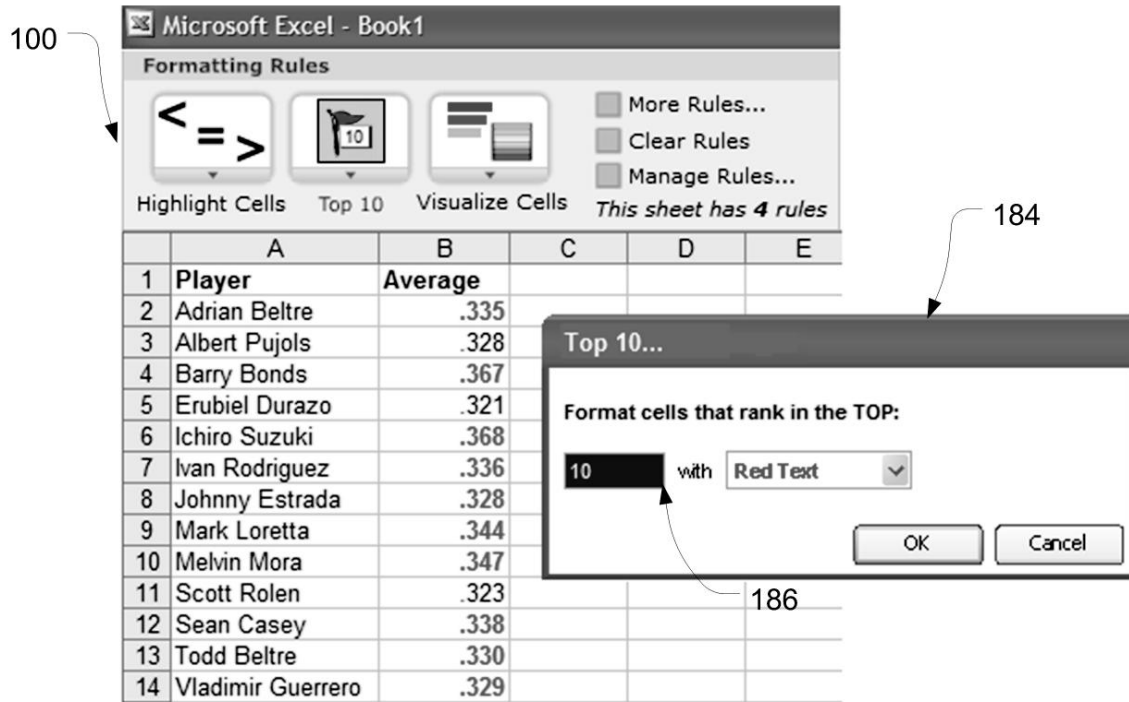 Microsoft Excel - Book1
100
Formatting Rules
< = >
10
More Rules...
Clear Rules
Manage Rules...
Highlight Cells Top 10 Visualize Cells
This sheet has 4 rules
184
A B C D E
1 Player Average
2 Adrian Beltre .335
3 Albert Pujols .328
4 Barry Bonds .367
5 Erubiel Durazo .321
6 Ichiro Suzuki .368
7 Ivan Rodriguez .336
8 Johnny Estrada .328
9 Mark Loretta .344
10 Melvin Mora .347
11 Scott Rolen .323
12 Sean Casey .338
13 Todd Beltre .330
14 Vladimir Guerrero .329
Top 10...
Format cells that rank in the TOP:
10 with Red Text
OK Cancel
186